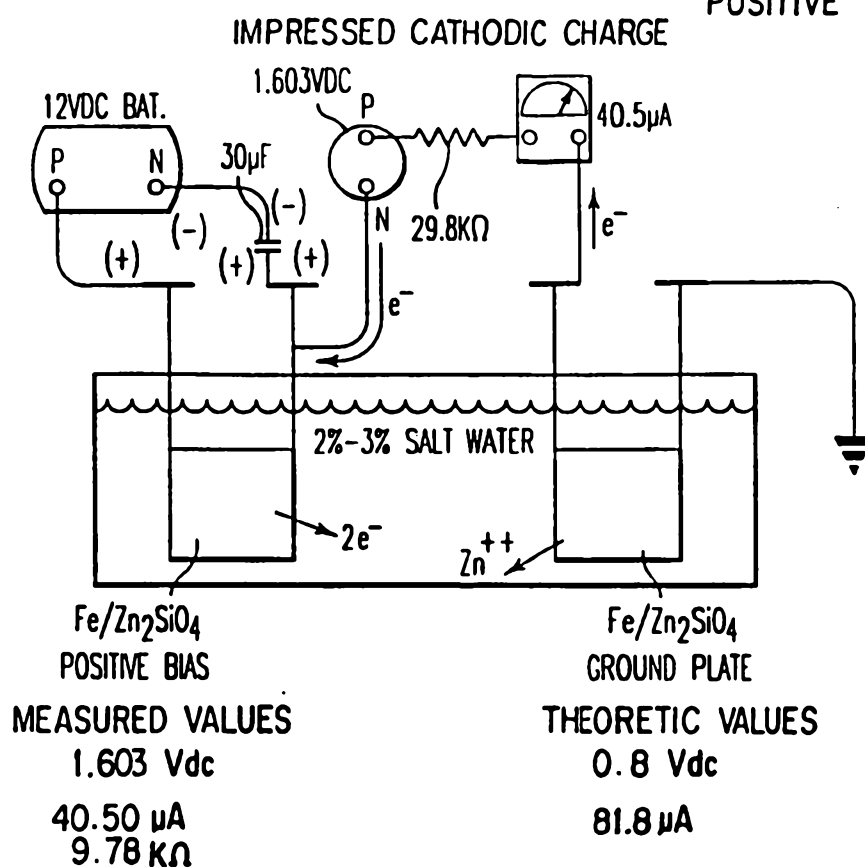 POSITIVE
IMPRESSED CATHODIC CHARGE
1.603VDC
12VDC BAT.
P
40.5µA
P
N
30µF
(-)
N
29.8KΩ
e-
(-)
(+)
(+)
(+)
e-
2%-3% SALT WATER
2e-
Zn++
Fe/Zn2SiO4
POSITIVE BIAS
Fe/Zn2SiO4
GROUND PLATE
MEASURED VALUES
1.603 Vdc
40.50 µA
9.78 KΩ
THEORETIC VALUES
0.8 Vdc
81.8 µA